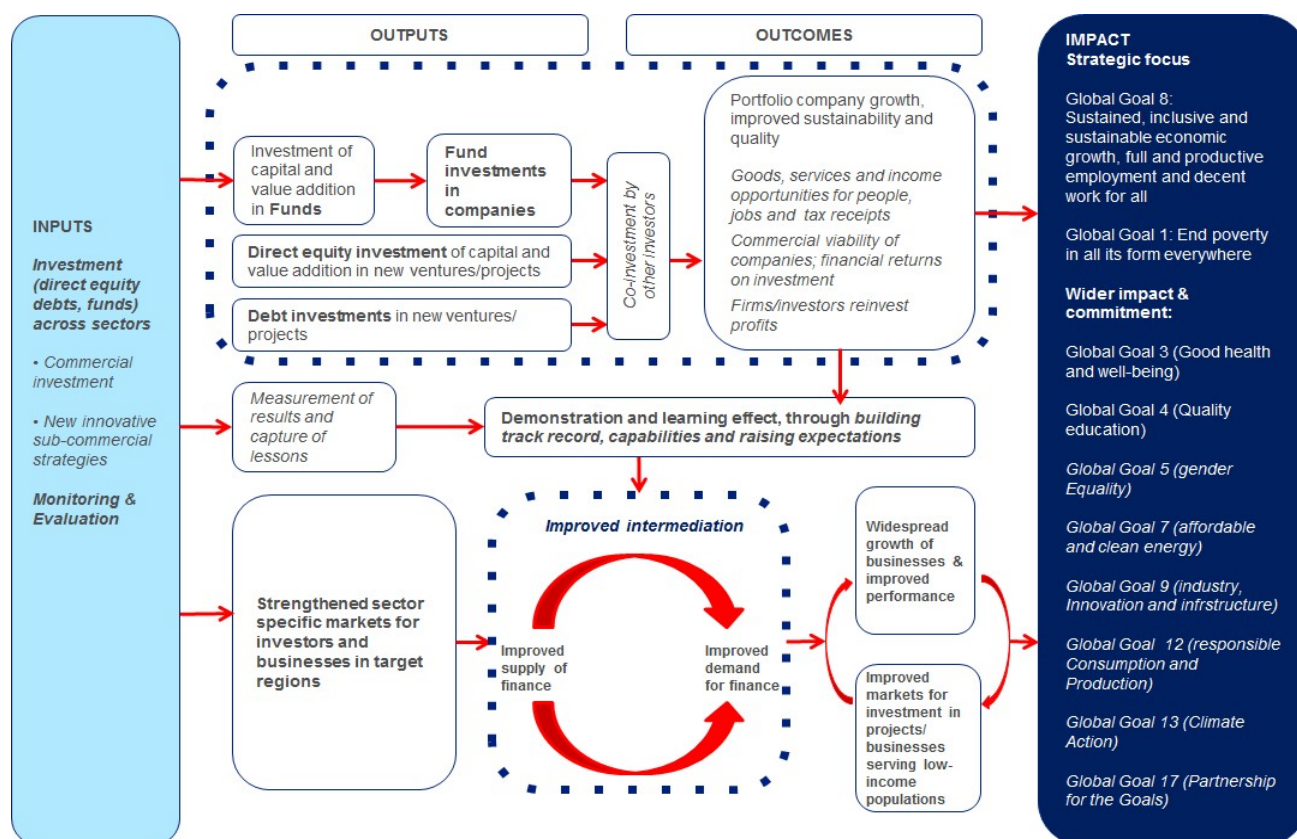 OUTPUTS
OUTCOMES
INPUTS
Investment
(direct equity
debts, funds)
across sectors
• Commercial
investment
• New innovative
sub-commercial
strategies
Monitoring &
Evaluation
Investment of
capital and
value addition
in Funds
Fund
investments
in
companies
Direct equity investment of capital and
value addition in new ventures/projects
Debt investments in new ventures/
projects
Co-investment by
other investors
Portfolio company growth,
improved sustainability and
quality
Goods, services and income
opportunities for people,
jobs and tax receipts
Commercial viability of
companies; financial returns
on investment
Firms/investors reinvest
profits
Measurement of
results and
capture of
lessons
Demonstration and learning effect, through building
track record, capabilities and raising expectations
Strengthened sector
specific markets for
investors and
businesses in target
regions
Improved intermediation
Improved
supply of
finance
Improved
demand
for finance
Widespread
growth of
businesses &
improved
performance
Improved
markets for
investment in
projects/
businesses
serving low-
income
populations
IMPACT
Strategic focus
Global Goal 8:
Sustained, inclusive and
sustainable economic
growth, full and productive
employment and decent
work for all
Global Goal 1: End poverty
in all its form everywhere
Wider impact &
commitment:
Global Goal 3 (Good health
and well-being)
Global Goal 4 (Quality
education)
Global Goal 5 (gender
Equality)
Global Goal 7 (affordable
and clean energy)
Global Goal 9 (industry,
Innovation and infrstructure)
Global Goal 12 (responsible
Consumption and
Production)
Global Goal 13 (Climate
Action)
Global Goal 17 (Partnership
for the Goals)